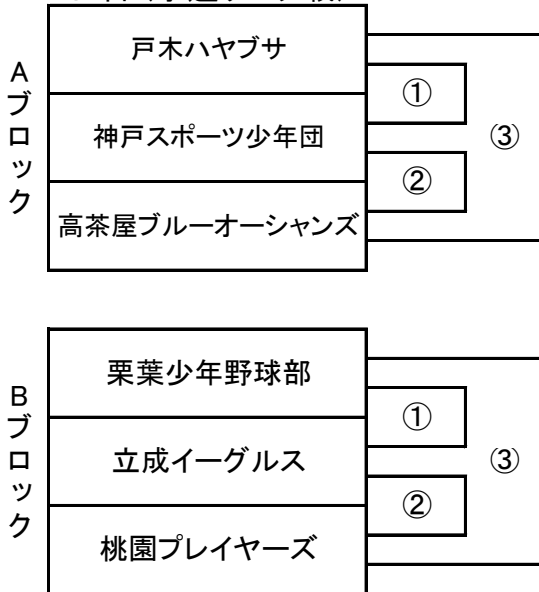 Aブロック
戸木ハヤブサ
①
神戸スポーツ少年団
③
②
高茶屋ブルーオーシャンズ
Bブロック
栗葉少年野球部
①
立成イーグルス
③
②
桃園プレイヤーズ